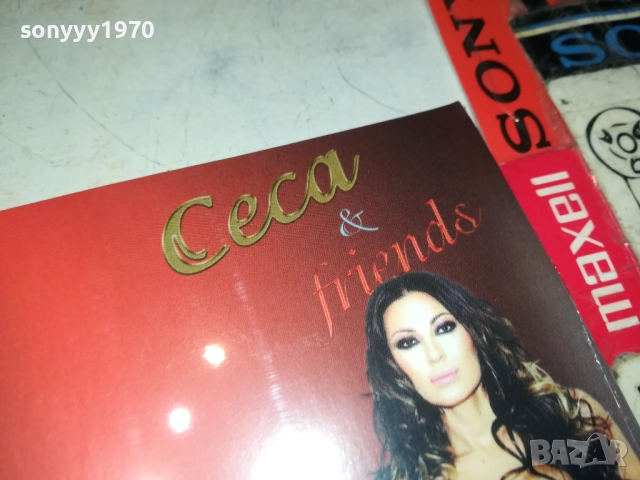 sonyyy1970
SONY
SO
maxell
Ceca
&
friends
BAZAR